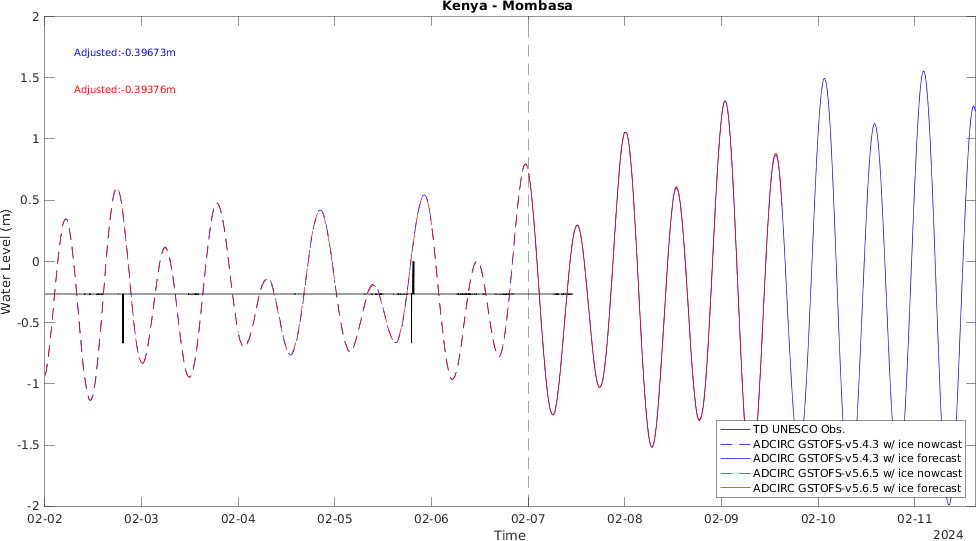 Kenya - Mombasa
Adjusted:-0.39673m
Adjusted:-0.39376m
Water Level (m)
2
1.5
1
0.5
0
-0.5
-1
-1.5
-2
TD UNESCO Obs.
ADCIRC GSTOFS-v5.4.3 w/ ice nowcast
ADCIRC GSTOFS-v5.4.3 w/ ice forecast
ADCIRC GSTOFS-v5.6.5 w/ ice nowcast
ADCIRC GSTOFS-v5.6.5 w/ ice forecast
02-02 02-03 02-04 02-05 02-06 02-07 02-08 02-09 02-10 02-11
Time
2024